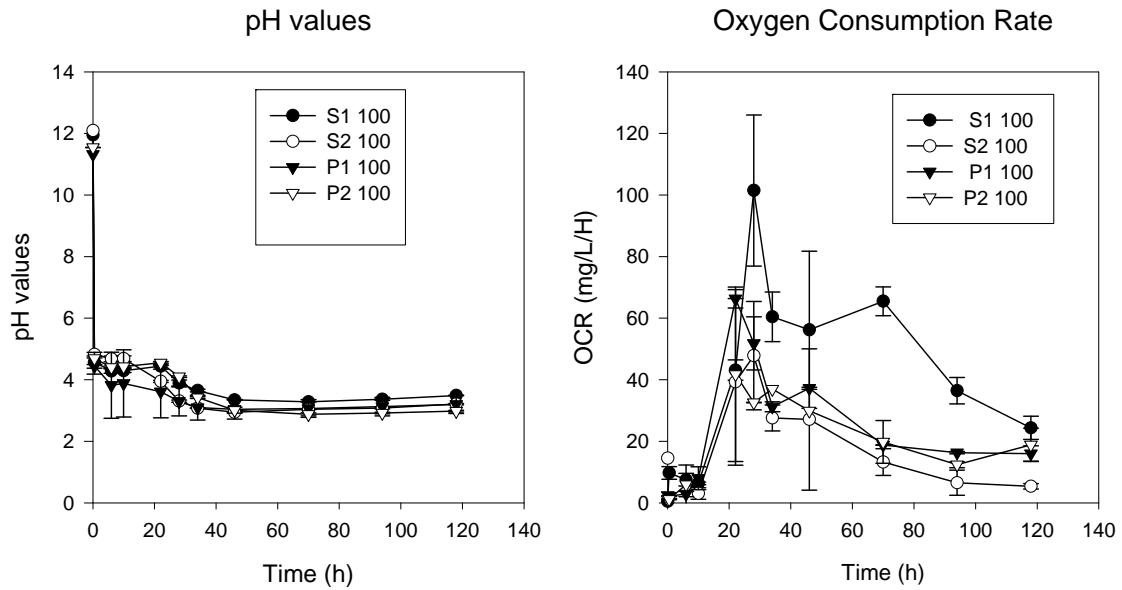 pH values
14
12
10
8
6
4
2
0
0 20 40 60 80 100 120 140
pH values
Time (h)
S1 100
S2 100
P1 100
P2 100
Oxygen Consumption Rate
140
120
100
80
60
40
20
0
0 20 40 60 80 100 120 140
OCR (mg/L/H)
Time (h)
S1 100
S2 100
P1 100
P2 100